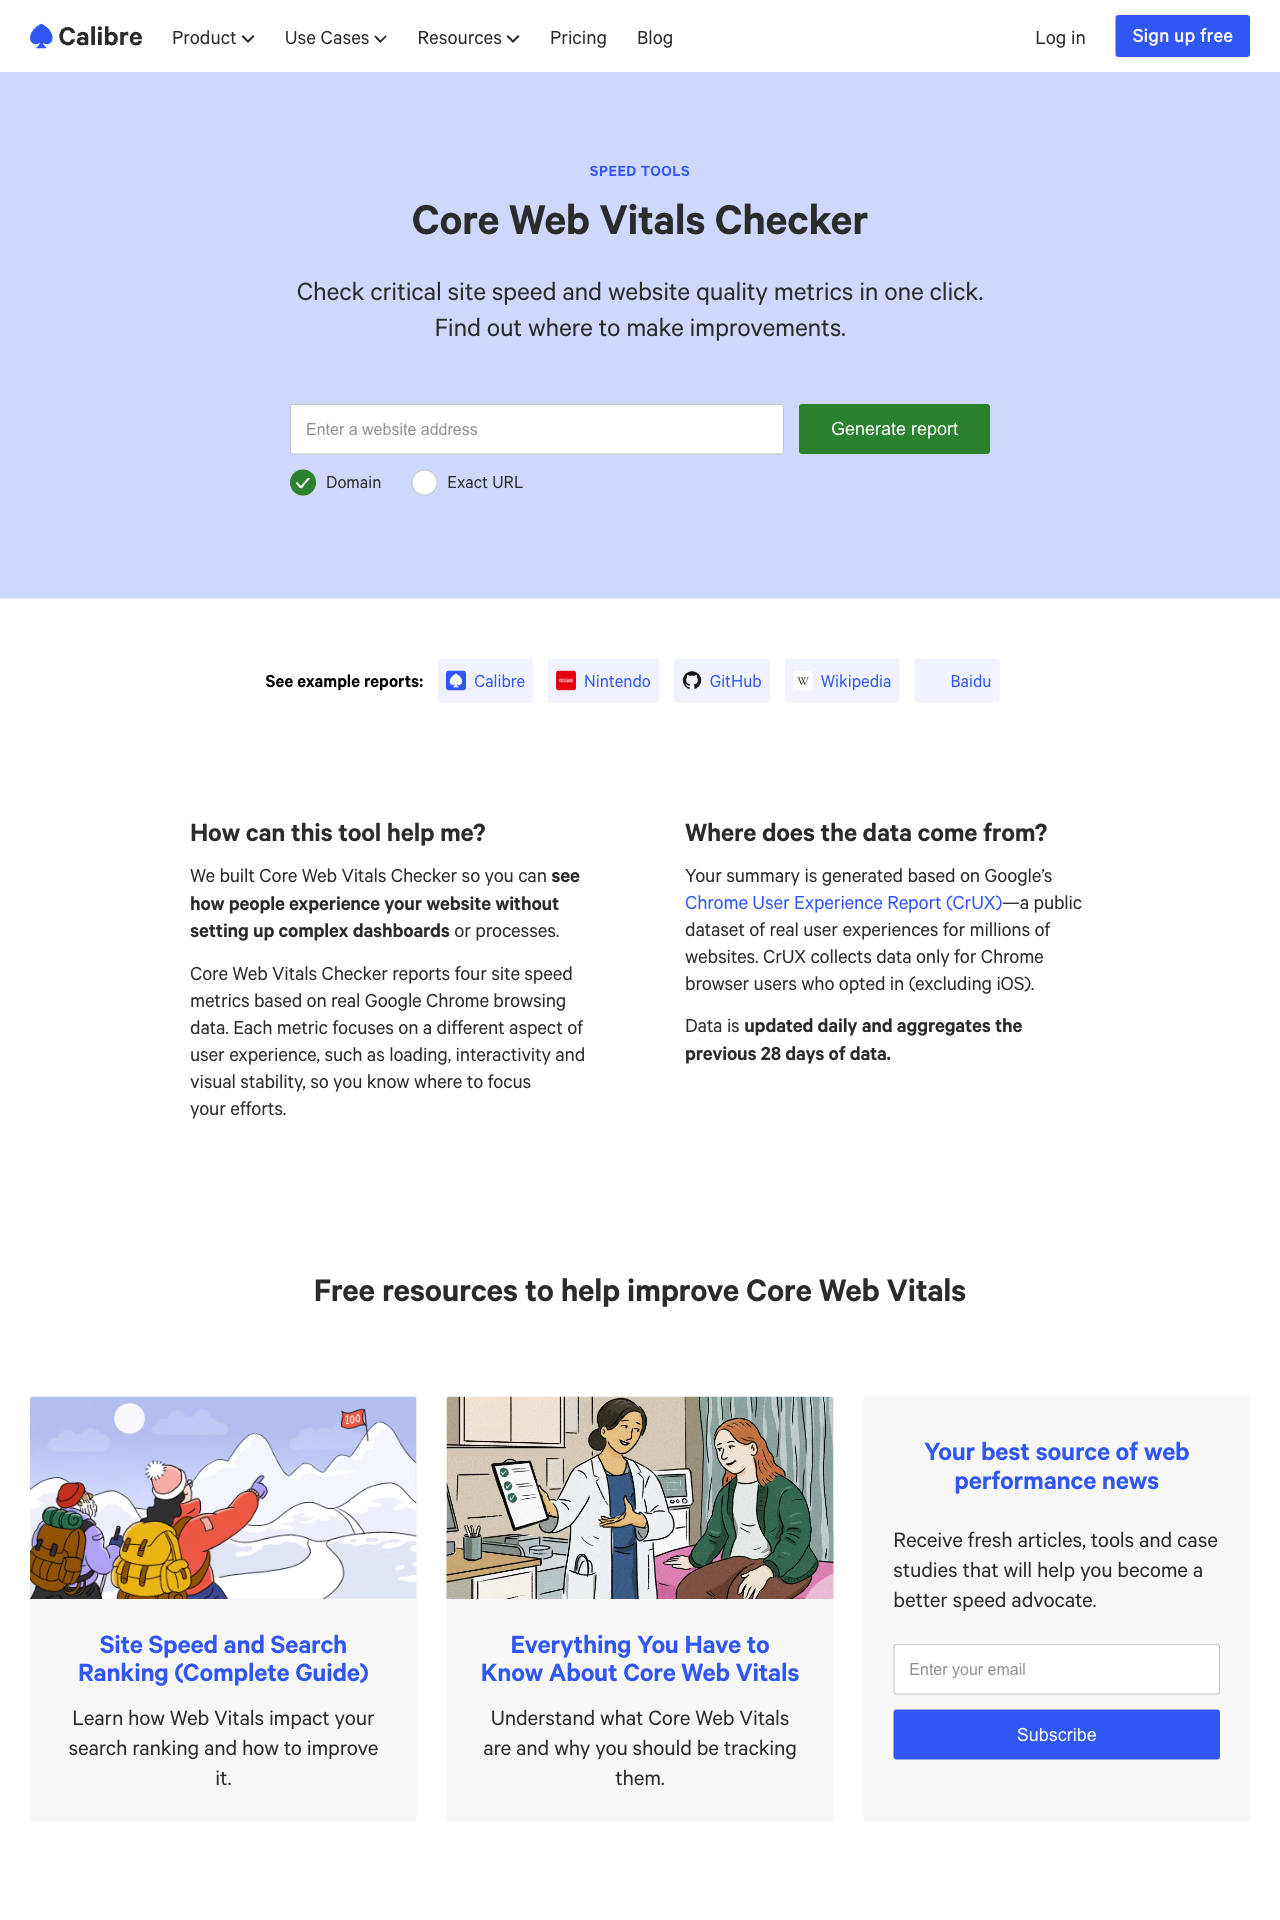 Calibre
Product
Use Cases
Resources
Pricing
Blog
Log in
Sign up free
SPEED TOOLS
Core Web Vitals Checker
Check critical site speed and website quality metrics in one click.
Find out where to make improvements.
Enter a website address
Generate report
Domain
Exact URL
See example reports:
Calibre
Nintendo
GitHub
W
Wikipedia
Baidu
How can this tool help me?
We built Core Web Vitals Checker so you can see
how people experience your website without
setting up complex dashboards or processes.
Core Web Vitals Checker reports four site speed
metrics based on real Google Chrome browsing
data. Each metric focuses on a different aspect of
user experience, such as loading, interactivity and
visual stability, so you know where to focus
your efforts.
Where does the data come from?
Your summary is generated based on Google’s
Chrome User Experience Report (CrUX)—a public
dataset of real user experiences for millions of
websites. CrUX collects data only for Chrome
browser users who opted in (excluding iOS).
Data is updated daily and aggregates the
previous 28 days of data.
Free resources to help improve Core Web Vitals
100
Site Speed and Search
Ranking (Complete Guide)
Learn how Web Vitals impact your
search ranking and how to improve
it.
Everything You Have to
Know About Core Web Vitals
Understand what Core Web Vitals
are and why you should be tracking
them.
Your best source of web
performance news
Receive fresh articles, tools and case
studies that will help you become a
better speed advocate.
Enter your email
Subscribe